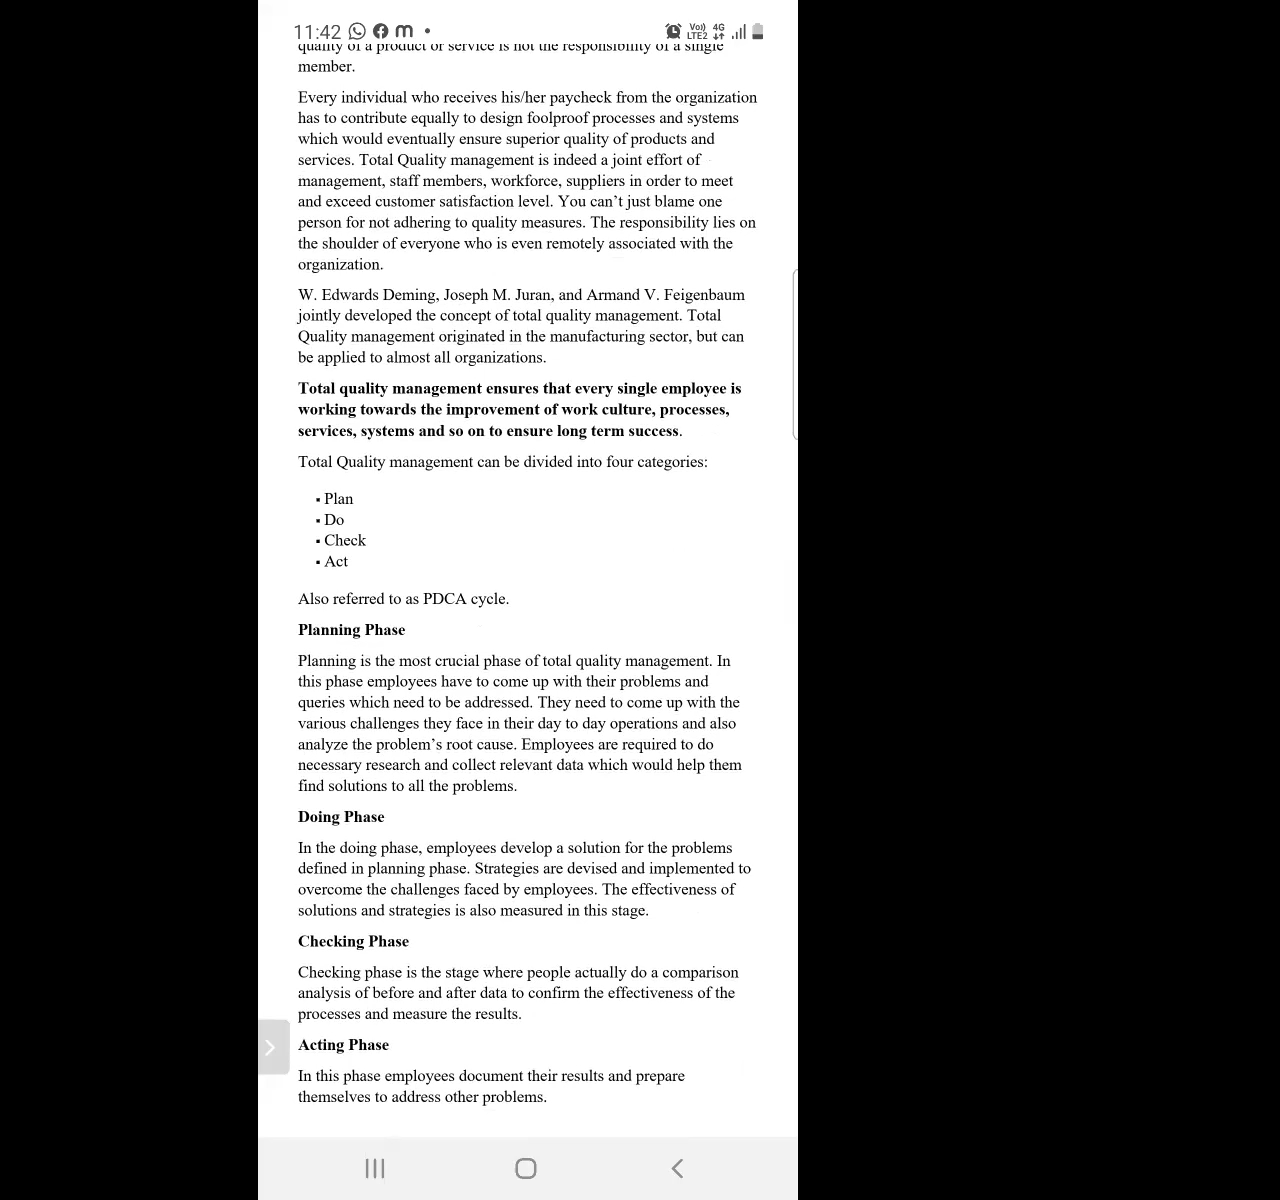 11:42
Vo)) 4G
LTE2
quality of a product or service is not the responsibility of a single
member.
Every individual who receives his/her paycheck from the organization
has to contribute equally to design foolproof processes and systems
which would eventually ensure superior quality of products and
services. Total Quality management is indeed a joint effort of
management, staff members, workforce, suppliers in order to meet
and exceed customer satisfaction level. You can’t just blame one
person for not adhering to quality measures. The responsibility lies on
the shoulder of everyone who is even remotely associated with the
organization.
W. Edwards Deming, Joseph M. Juran, and Armand V. Feigenbaum
jointly developed the concept of total quality management. Total
Quality management originated in the manufacturing sector, but can
be applied to almost all organizations.
Total quality management ensures that every single employee is
working towards the improvement of work culture, processes,
services, systems and so on to ensure long term success.
Total Quality management can be divided into four categories:
▪ Plan
▪ Do
▪ Check
▪ Act
Also referred to as PDCA cycle.
Planning Phase
Planning is the most crucial phase of total quality management. In
this phase employees have to come up with their problems and
queries which need to be addressed. They need to come up with the
various challenges they face in their day to day operations and also
analyze the problem’s root cause. Employees are required to do
necessary research and collect relevant data which would help them
find solutions to all the problems.
Doing Phase
In the doing phase, employees develop a solution for the problems
defined in planning phase. Strategies are devised and implemented to
overcome the challenges faced by employees. The effectiveness of
solutions and strategies is also measured in this stage.
Checking Phase
Checking phase is the stage where people actually do a comparison
analysis of before and after data to confirm the effectiveness of the
processes and measure the results.
Acting Phase
In this phase employees document their results and prepare
themselves to address other problems.